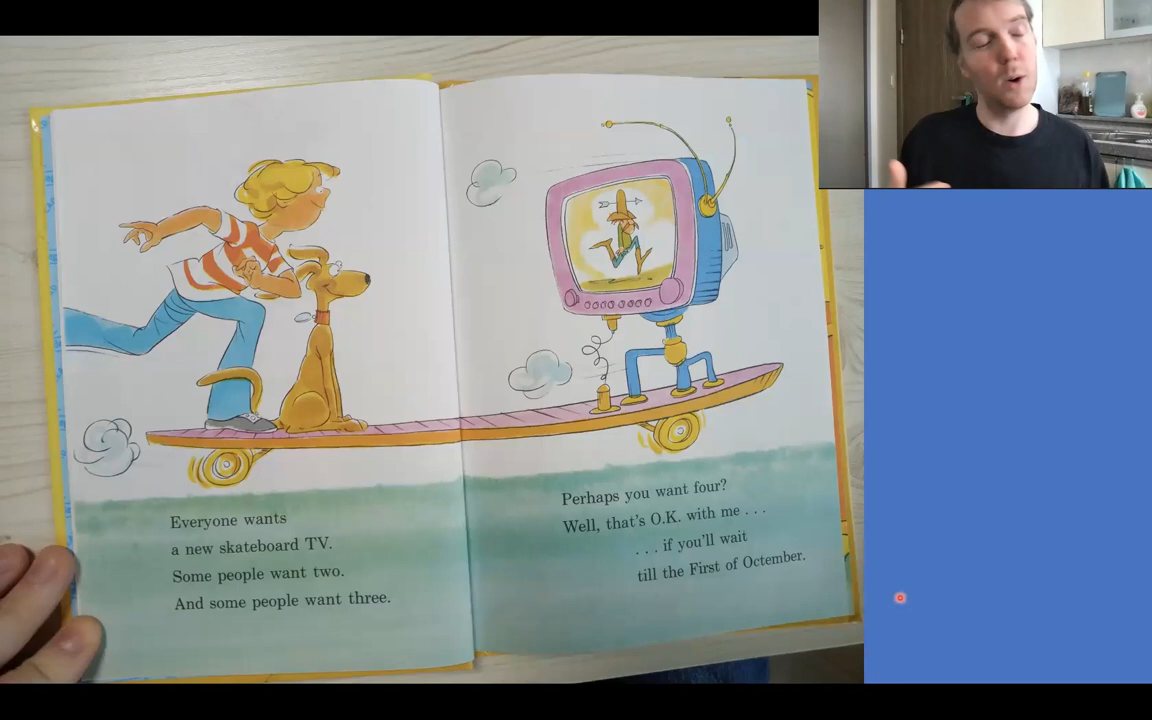 Everyone wants
a new skateboard TV.
Some people want two.
And some people want three.
Perhaps you want four?
Well, that's O.K. with me . . .
. . . if you'll wait
till the First of Octember.